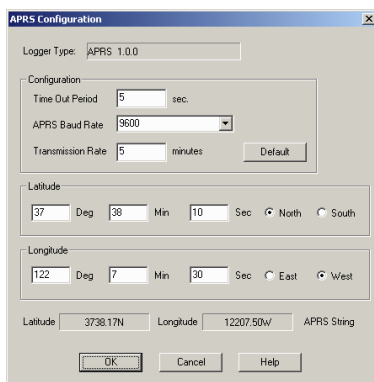 APRS Configuration
Logger Type: APRS 1.0.0
Configuration
Time Out Period 5 sec.
APRS Baud Rate 9600
Transmission Rate 5 minutes Default
Latitude
37 Deg 38 Min 10 Sec North South
Longitude
122 Deg 7 Min 30 Sec East West
Latitude 3738.17N Longitude 12207.50W APRS String
OK Cancel Help